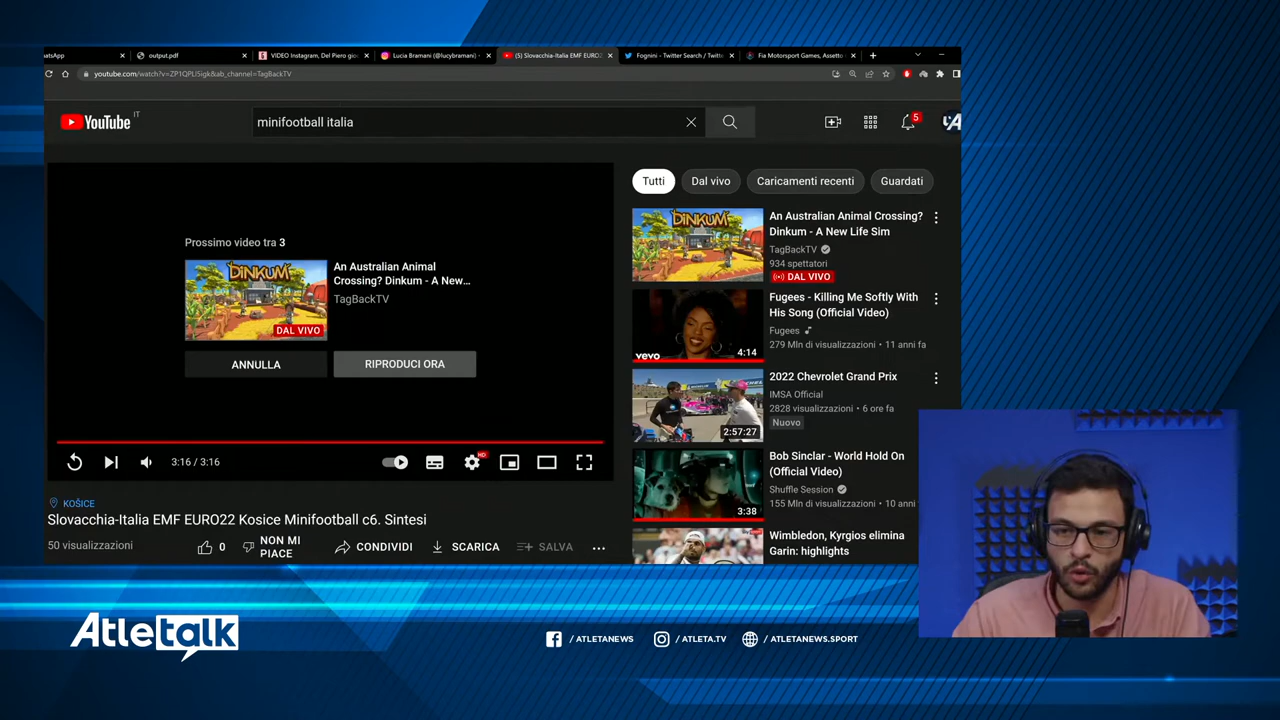 atsApp
output.pdf
VIDEO Instagram, Del Piero gio
Lucia Bramani (@lucybramani) ·
(5) Slovacchia-Italia EMF EURO2
Fognini - Twitter Search / Twitte
Fia Motorsport Games, Assetto
youtube.com/watch?v=ZP1QPLlSigk&ab_channel=TagBackTV
YouTube IT
minifootball italia
5
Prossimo video tra 3
An Australian Animal
Crossing? Dinkum - A New...
TagBackTV
DINKUM
DAL VIVO
ANNULLA
RIPRODUCI ORA
3:16 / 3:16
HD
KOŠICE
Slovacchia-Italia EMF EURO22 Kosice Minifootball c6. Sintesi
50 visualizzazioni
0
NON MI
PIACE
CONDIVIDI
SCARICA
SALVA
Tutti
Dal vivo
Caricamenti recenti
Guardati
DINKUM
An Australian Animal Crossing?
Dinkum - A New Life Sim
TagBackTV
934 spettatori
DAL VIVO
vevo
4:14
Fugees - Killing Me Softly With
His Song (Official Video)
Fugees
279 Mln di visualizzazioni • 11 anni fa
2:57:27
2022 Chevrolet Grand Prix
IMSA Official
2828 visualizzazioni • 6 ore fa
Nuovo
3:38
Bob Sinclar - World Hold On
(Official Video)
Shuffle Session
155 Mln di visualizzazioni • 10 anni
Wimbledon, Kyrgios elimina
Garin: highlights
Atletalk
/ATLETANEWS
/ATLETA.TV
/ATLETANEWS.SPORT